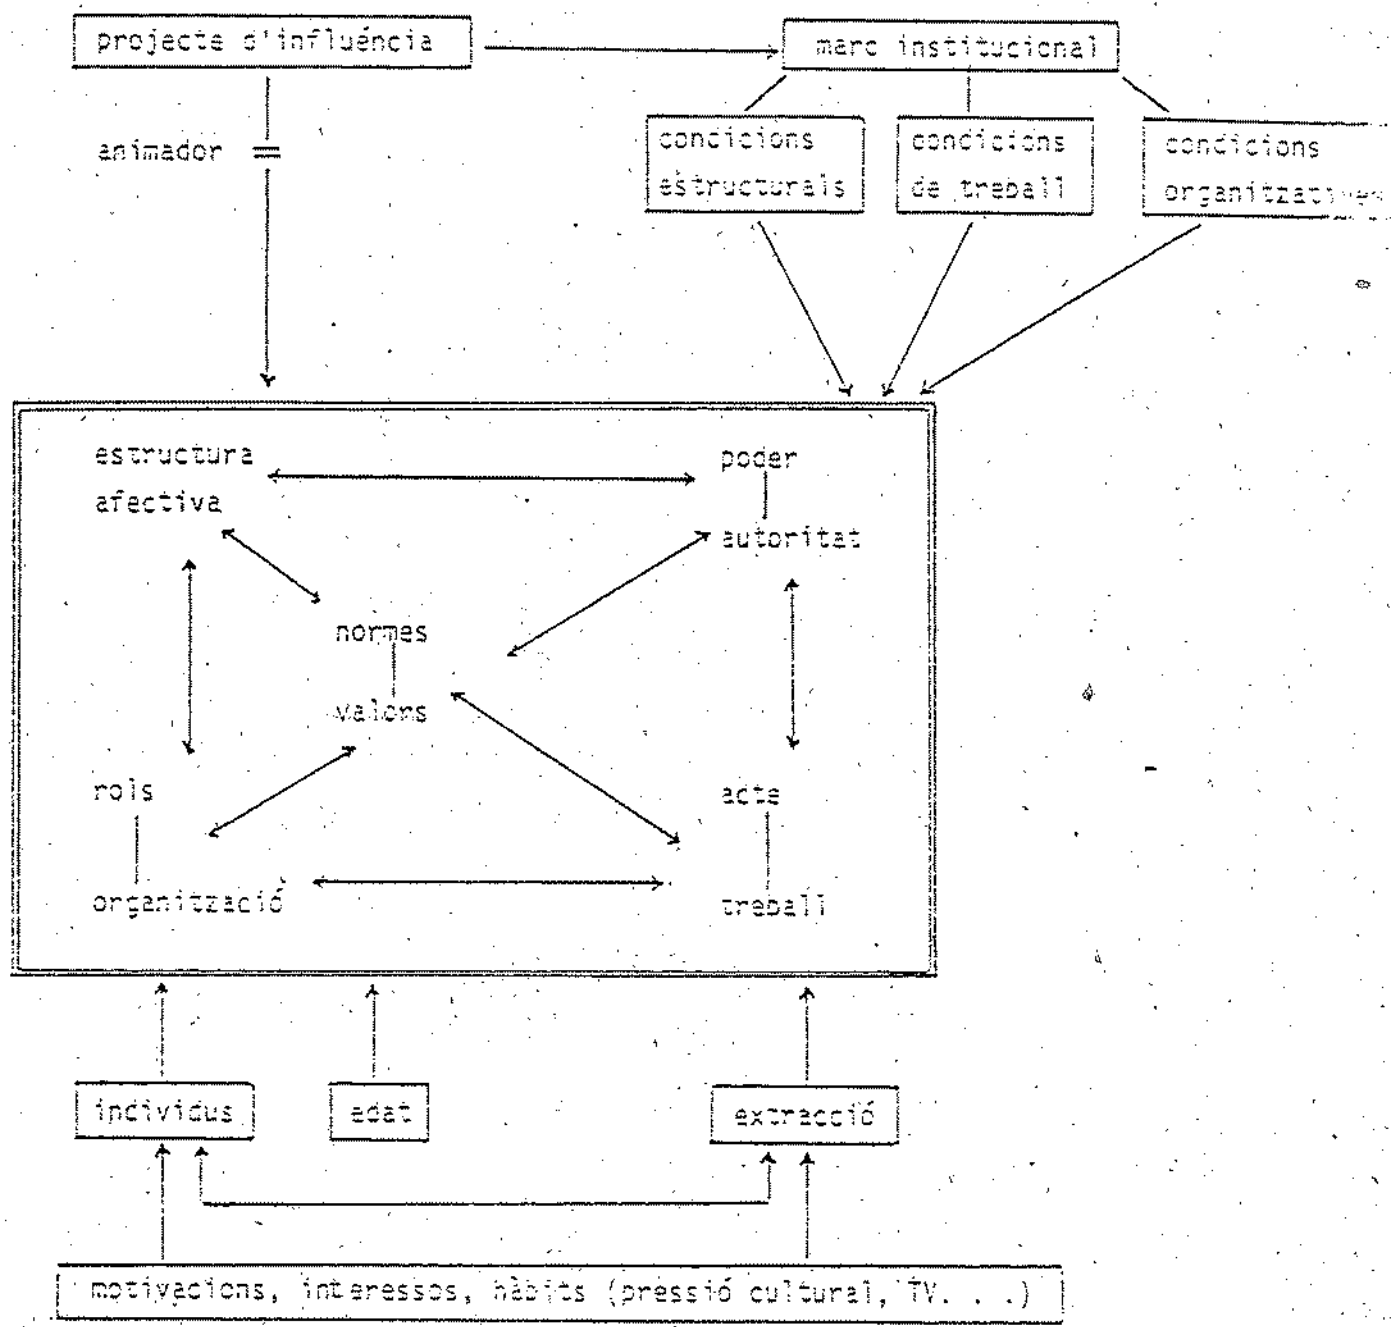 projecte d'influéncia
marc institucional
animador
condicions
estructurals
condicions
de treball
condicions
organitzatives
estructura
afectiva
poder
autoritat
normes
valors
rols
organització
acte
treball
individus
edat
extracció
motivacions, interessos, hàbits (pressió cultural, TV. . .)